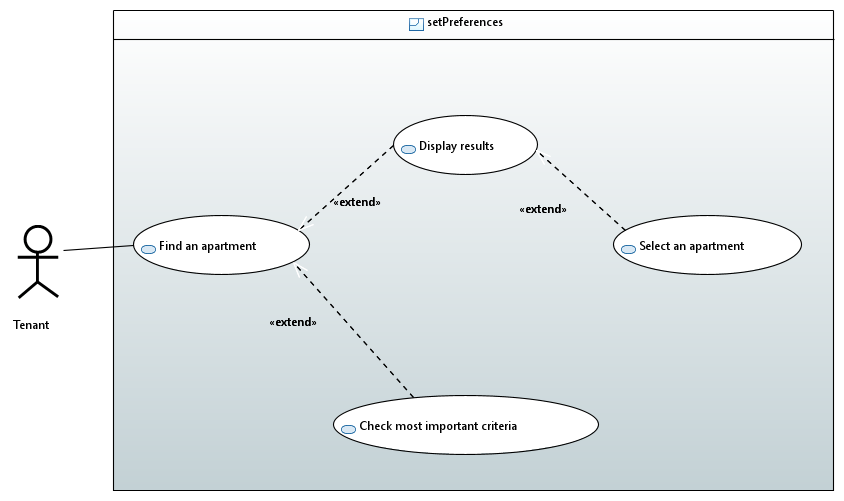 setPreferences
Display results
«extend»
«extend»
Find an apartment
Select an apartment
Tenant
«extend»
Check most important criteria